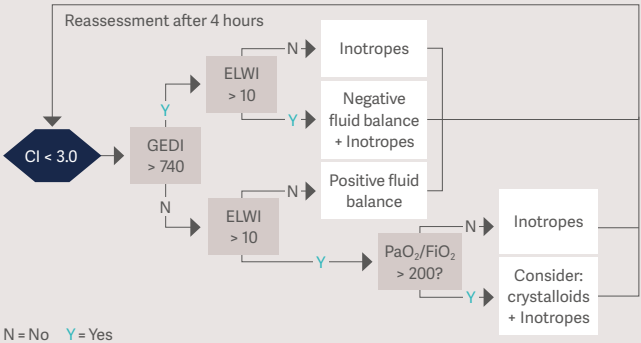 Reassessment after 4 hours
CI < 3.0
GEDI
> 740
Y
N
ELWI
> 10
N
Inotropes
Y
Negative
fluid balance
+ Inotropes
ELWI
> 10
N
Positive fluid
balance
Y
PaO₂/FiO₂
> 200?
N
Inotropes
Y
Consider:
crystalloids
+ Inotropes
N = No Y = Yes